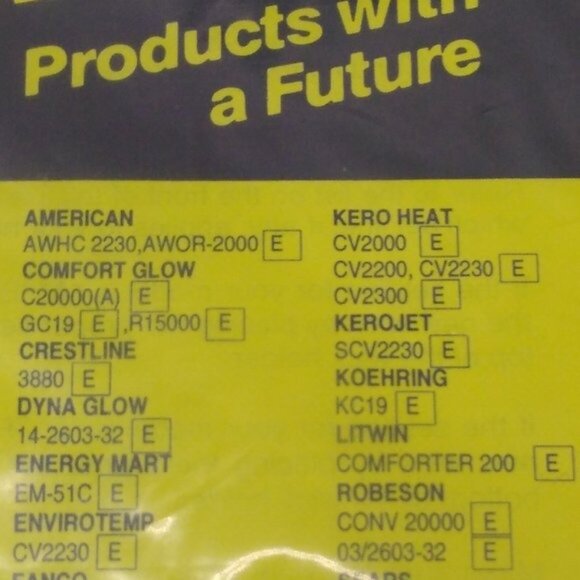 Products with
a Future
AMERICAN
AWHC 2230,AWOR-2000 E
COMFORT GLOW
C20000(A) E
GC19 E ,R15000 E
CRESTLINE
3880 E
DYNA GLOW
14-2603-32 E
ENERGY MART
EM-51C E
ENVIROTEMP
CV2230 E
KERO HEAT
CV2000 E
CV2200, CV2230 E
CV2300 E
KEROJET
SCV2230 E
KOEHRING
KC19 E
LITWIN
COMFORTER 200 E
ROBESON
CONV 20000 E
03/2603-32 E